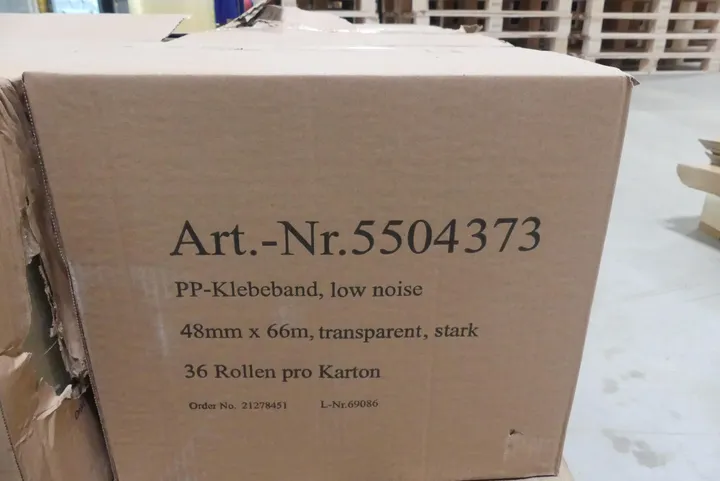 Art.-Nr.5504373
PP-Klebeband, low noise
48mm x 66m, transparent, stark
36 Rollen pro Karton
Order No. 21278451 L-Nr.69086